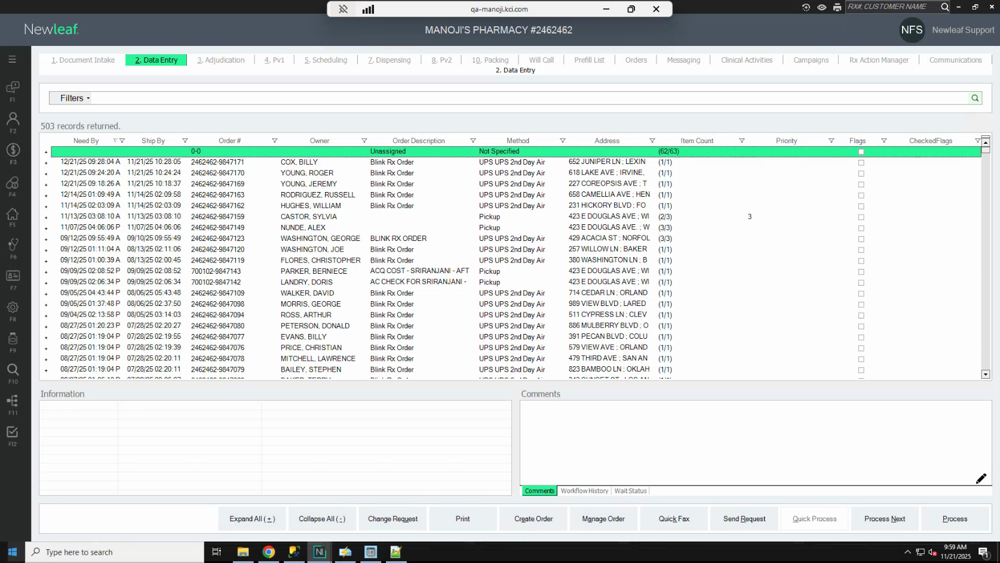 qa-manoji.kci.com
RX#, CUSTOMER NAME
Newleaf
MANOJI'S PHARMACY #2462462
NFS Newleaf Support
1. Document Intake 2. Data Entry 3. Adjudication 4. Pv1 5. Scheduling 7. Dispensing 8. Pv2 10. Packing Will Call Prefill List Orders Messaging Clinical Activities Campaigns Rx Action Manager Communications
2. Data Entry
Filters
503 records returned.
Need By Ship By Order # Owner Order Description Method Address Item Count Priority Flags CheckedFlags
0-0 Unassigned Not Specified (62/63)
12/21/25 09:28:04 A 11/21/25 10:28:05 2462462-9847171 COX, BILLY Blink Rx Order UPS UPS 2nd Day Air 652 JUNIPER LN ; LEXIN (1/1)
12/21/25 09:24:20 A 11/21/25 10:24:24 2462462-9847170 YOUNG, ROGER Blink Rx Order UPS UPS 2nd Day Air 618 LAKE AVE ; IRVINE, (1/1)
12/21/25 09:18:26 A 11/21/25 10:18:37 2462462-9847169 YOUNG, JEREMY Blink Rx Order UPS UPS 2nd Day Air 227 COREOPSIS AVE ; T (1/1)
12/14/25 01:09:49 A 11/14/25 02:09:58 2462462-9847163 RODRIGUEZ, RUSSELL Blink Rx Order UPS UPS 2nd Day Air 658 CAMELLIA AVE ; HEN (1/1)
11/14/25 02:03:09 A 11/14/25 02:03:09 2462462-9847162 HUGHES, WILLIAM Blink Rx Order UPS UPS 2nd Day Air 231 HICKORY BLVD ; FO (1/1)
11/13/25 03:08:10 A 11/13/25 03:08:10 2462462-9847159 CASTOR, SYLVIA Pickup 423 E DOUGLAS AVE ; WI (2/3) 3
11/07/25 04:06:06 P 11/07/25 04:06:06 2462462-9847149 NUNDE, ALEX Pickup 423 E DOUGLAS AVE. ; W (3/3)
09/12/25 09:55:49 A 09/10/25 09:55:49 2462462-9847123 WASHINGTON, GEORGE BLINK RX ORDER UPS UPS 2nd Day Air 429 ACACIA ST ; NORFOL (3/3)
09/12/25 01:11:04 A 08/13/25 02:11:06 2462462-9847120 WASHINGTON, JOE Blink Rx Order UPS UPS 2nd Day Air 257 WILLOW LN ; BAKER (1/1)
09/12/25 01:00:39 A 08/13/25 02:00:45 2462462-9847119 FLORES, CHRISTOPHER Blink Rx Order UPS UPS 2nd Day Air 380 WASHINGTON LN ; B (1/1)
09/09/25 02:08:52 P 09/09/25 02:08:52 700102-9847143 PARKER, BERNIECE ACQ COST - SRIRANJANI - AFT Pickup 423 E DOUGLAS AVE ; WI (1/1)
09/09/25 02:06:34 P 09/09/25 02:06:34 700102-9847142 LANDRY, DORIS AC CHECK FOR SRIRANJANI - Pickup 423 E DOUGLAS AVE ; WI (1/1)
09/05/25 04:43:44 P 08/06/25 05:43:48 2462462-9847109 WALKER, DAVID Blink Rx Order UPS UPS 2nd Day Air 714 CEDAR LN ; ORLAND (1/1)
09/05/25 01:37:48 P 08/06/25 02:37:50 2462462-9847098 MORRIS, GEORGE Blink Rx Order UPS UPS 2nd Day Air 989 VIEW BLVD ; LARED (1/1)
09/04/25 02:13:58 P 08/05/25 03:14:03 2462462-9847094 ROSS, ARTHUR Blink Rx Order UPS UPS 2nd Day Air 511 CYPRESS LN ; CLEV (1/1)
08/27/25 01:20:23 P 07/28/25 02:20:27 2462462-9847080 PETERSON, DONALD Blink Rx Order UPS UPS 2nd Day Air 886 MULBERRY BLVD ; O (1/1)
08/27/25 01:19:04 P 07/28/25 02:19:55 2462462-9847077 EVANS, BILLY Blink Rx Order UPS UPS 2nd Day Air 391 PECAN BLVD ; COLU (1/1)
08/27/25 01:19:04 P 07/28/25 02:19:39 2462462-9847076 PRICE, CHRISTIAN Blink Rx Order UPS UPS 2nd Day Air 579 VIEW AVE ; ORLAND (1/1)
08/27/25 01:19:04 P 07/28/25 02:20:11 2462462-9847078 MITCHELL, LAWRENCE Blink Rx Order UPS UPS 2nd Day Air 479 THIRD AVE ; SAN AN (1/1)
08/27/25 01:19:04 P 07/28/25 02:20:11 2462462-9847079 BAILEY, STEPHEN Blink Rx Order UPS UPS 2nd Day Air 823 BAMBOO LN ; OKLAH (1/1)
F1
F2
F3
F4
F5
F6
F7
F8
F9
F10
F11
F12
Information
Comments
Comments Workflow History Wait Status
Expand All (+) Collapse All (-) Change Request Print Create Order Manage Order Quick Fax Send Request Quick Process Process Next Process
Type here to search
Nl
9:59 AM
11/21/2025
1